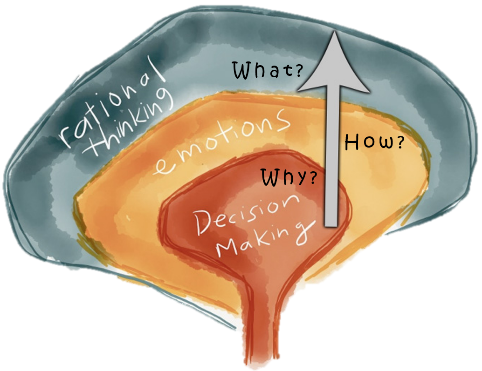 What?
rational
thinking
emotions
How?
Why?
Decision
Making